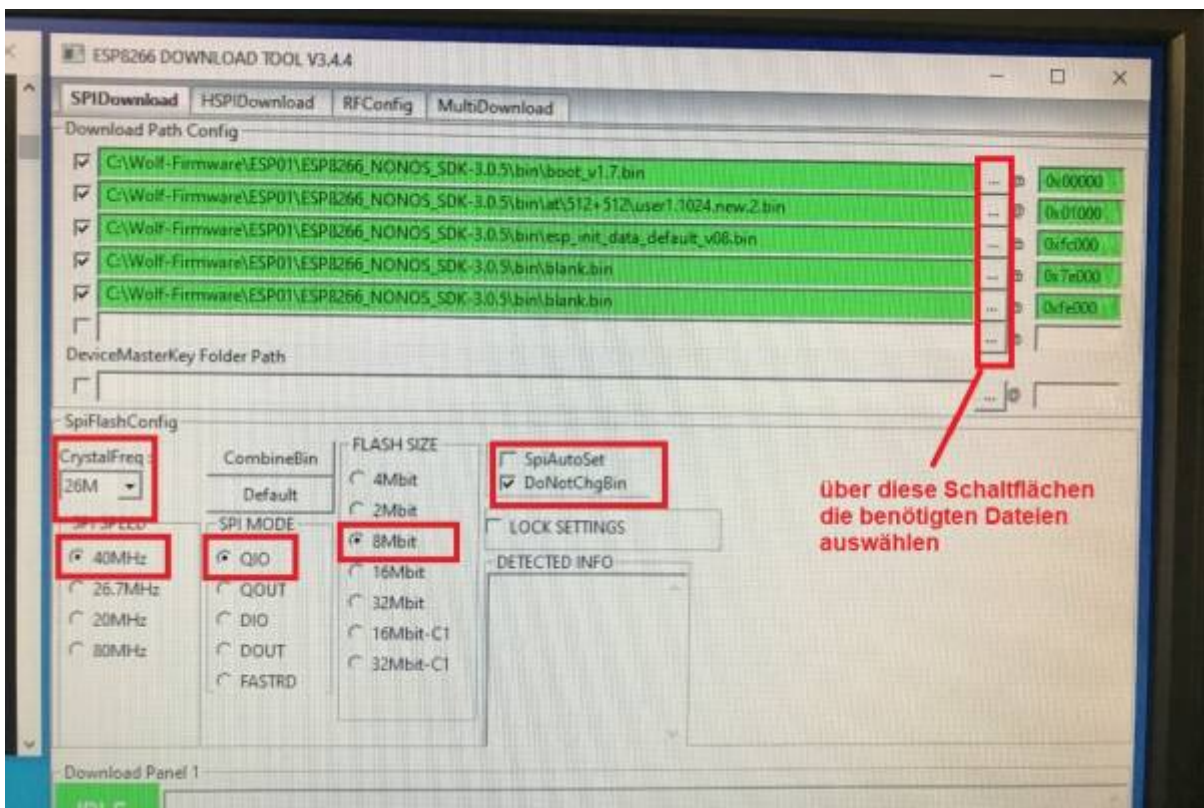 ESP8266 DOWNLOAD TOOL V3.4.4
SPIDownload HSPIDownload RFConfig MultiDownload
Download Path Config
C:\Wolf-Firmware\ESP01\ESP8266_NONOS_SDK-3.0.5\bin\boot_v1.7.bin ... @ 0x00000
C:\Wolf-Firmware\ESP01\ESP8266_NONOS_SDK-3.0.5\bin\at\512+512\user1.1024.new.2.bin ... @ 0x01000
C:\Wolf-Firmware\ESP01\ESP8266_NONOS_SDK-3.0.5\bin\esp_init_data_default_v08.bin ... @ 0xfc000
C:\Wolf-Firmware\ESP01\ESP8266_NONOS_SDK-3.0.5\bin\blank.bin ... @ 0x7e000
C:\Wolf-Firmware\ESP01\ESP8266_NONOS_SDK-3.0.5\bin\blank.bin ... @ 0xfe000
... @
DeviceMasterKey Folder Path
... @
SpiFlashConfig
CrystalFreq :
26M
SPI SPEED
40MHz
26.7MHz
20MHz
80MHz
CombineBin
Default
SPI MODE
QIO
QOUT
DIO
DOUT
FASTRD
FLASH SIZE
4Mbit
2Mbit
8Mbit
16Mbit
32Mbit
16Mbit-C1
32Mbit-C1
SpiAutoSet
DoNotChgBin
LOCK SETTINGS
DETECTED INFO
über diese Schaltflächen
die benötigten Dateien
auswählen
Download Panel 1
IDLE